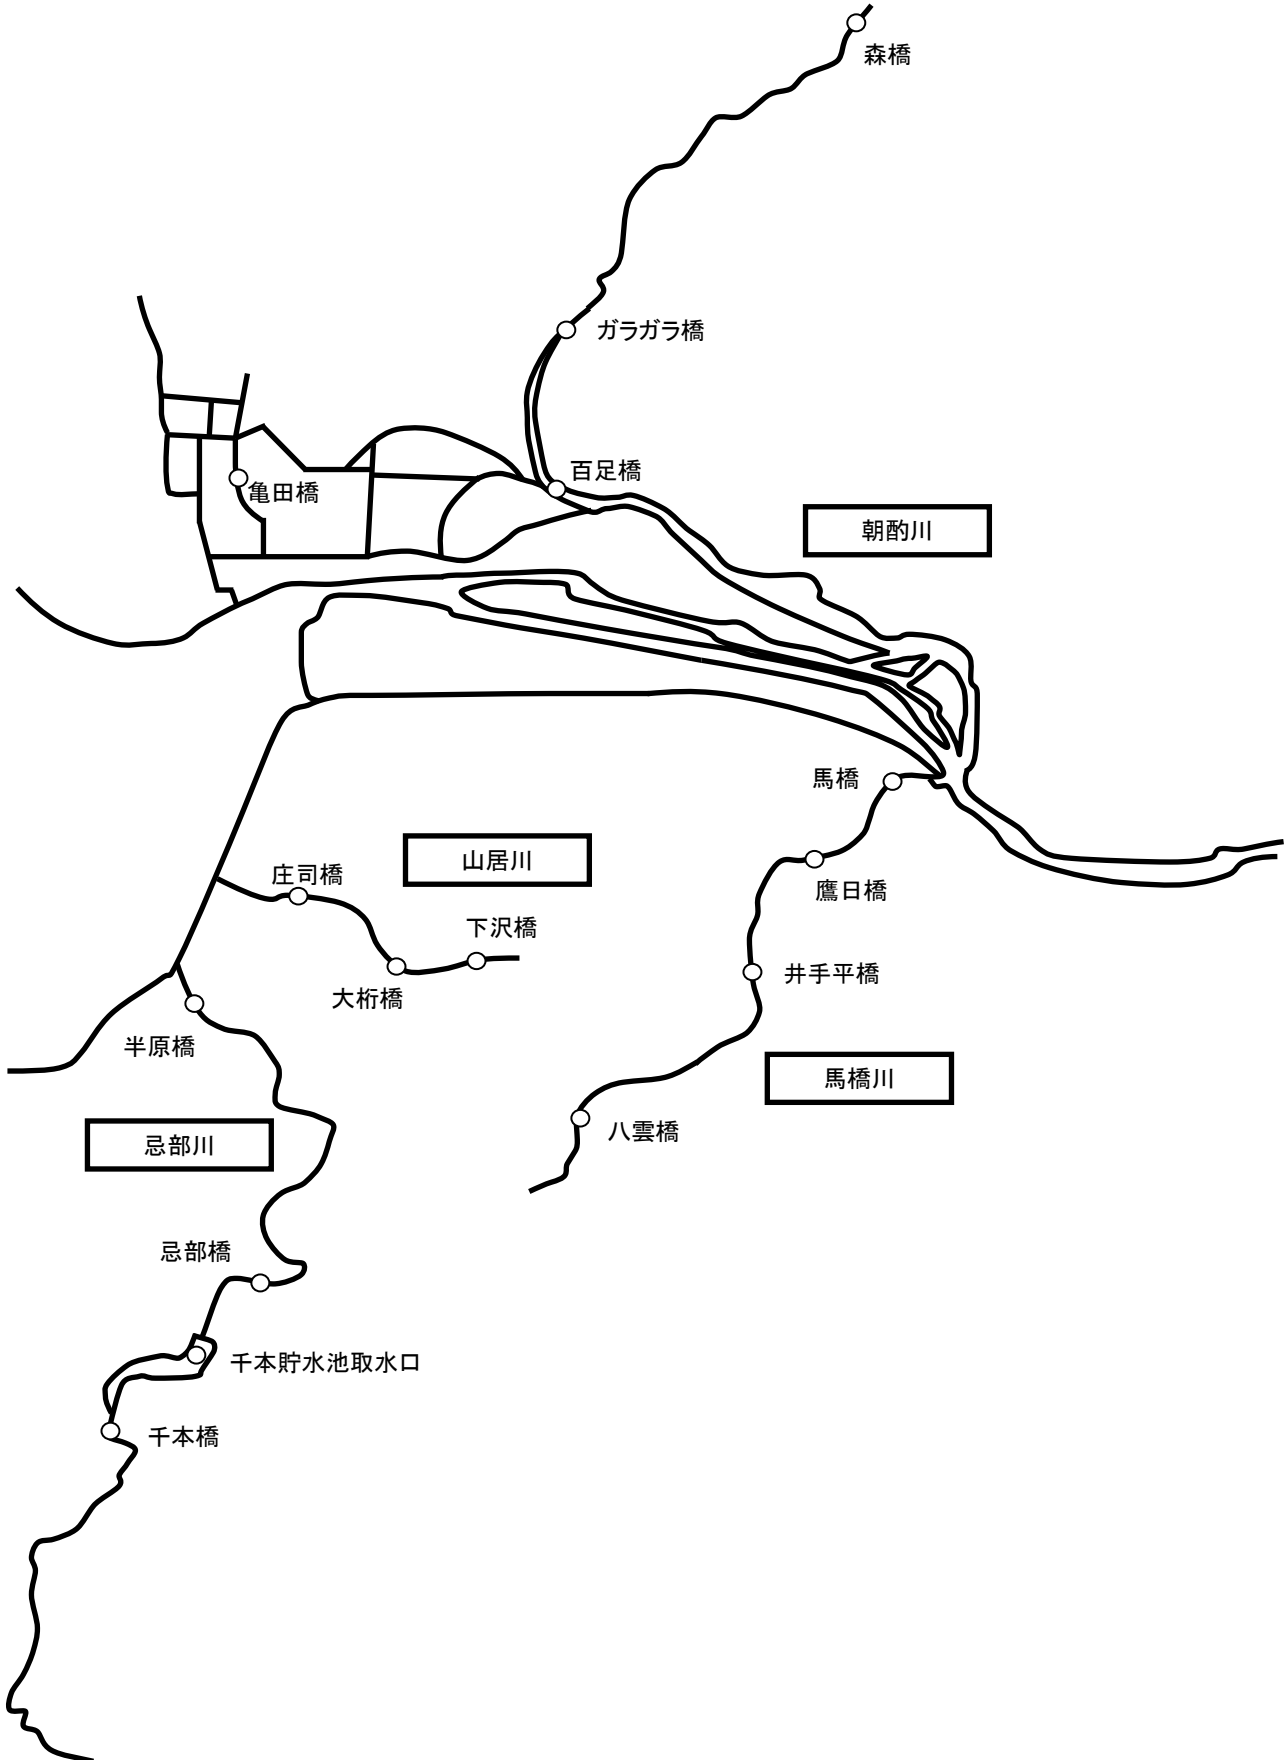 森橋
ガラガラ橋
百足橋
亀田橋
朝酌川
馬橋
山居川
庄司橋
鷹日橋
下沢橋
井手平橋
大桁橋
半原橋
馬橋川
八雲橋
忌部川
忌部橋
千本貯水池取水口
千本橋